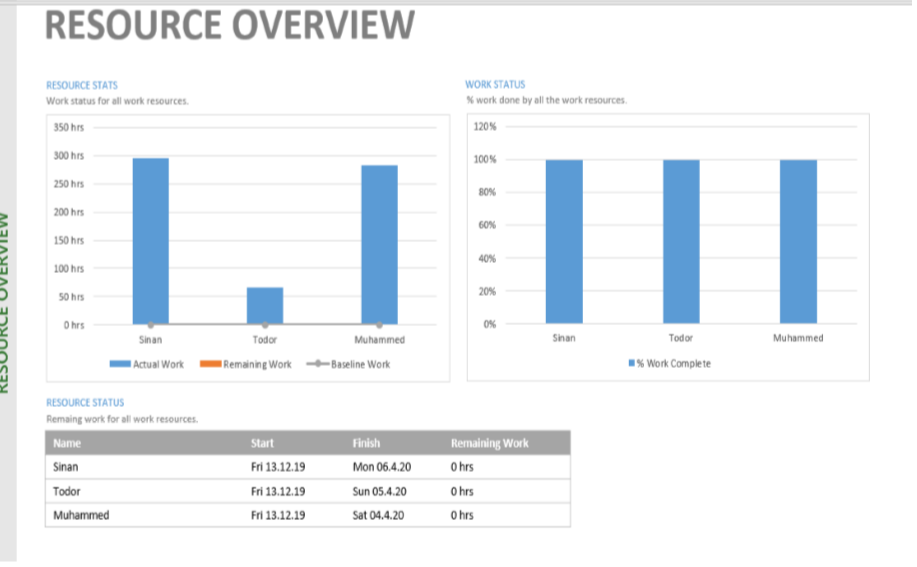 RESOURCE OVERVIEW
RESOURCE OVERVIEW
RESOURCE STATS
Work status for all work resources.
350 hrs
300 hrs
250 hrs
200 hrs
150 hrs
100 hrs
50 hrs
0 hrs
Sinan Todor Muhammed
Actual Work Remaining Work Baseline Work
WORK STATUS
% work done by all the work resources.
120%
100%
80%
60%
40%
20%
0%
Sinan Todor Muhammed
% Work Complete
RESOURCE STATUS
Remaing work for all work resources.
Name Start Finish Remaining Work
Sinan Fri 13.12.19 Mon 06.4.20 0 hrs
Todor Fri 13.12.19 Sun 05.4.20 0 hrs
Muhammed Fri 13.12.19 Sat 04.4.20 0 hrs